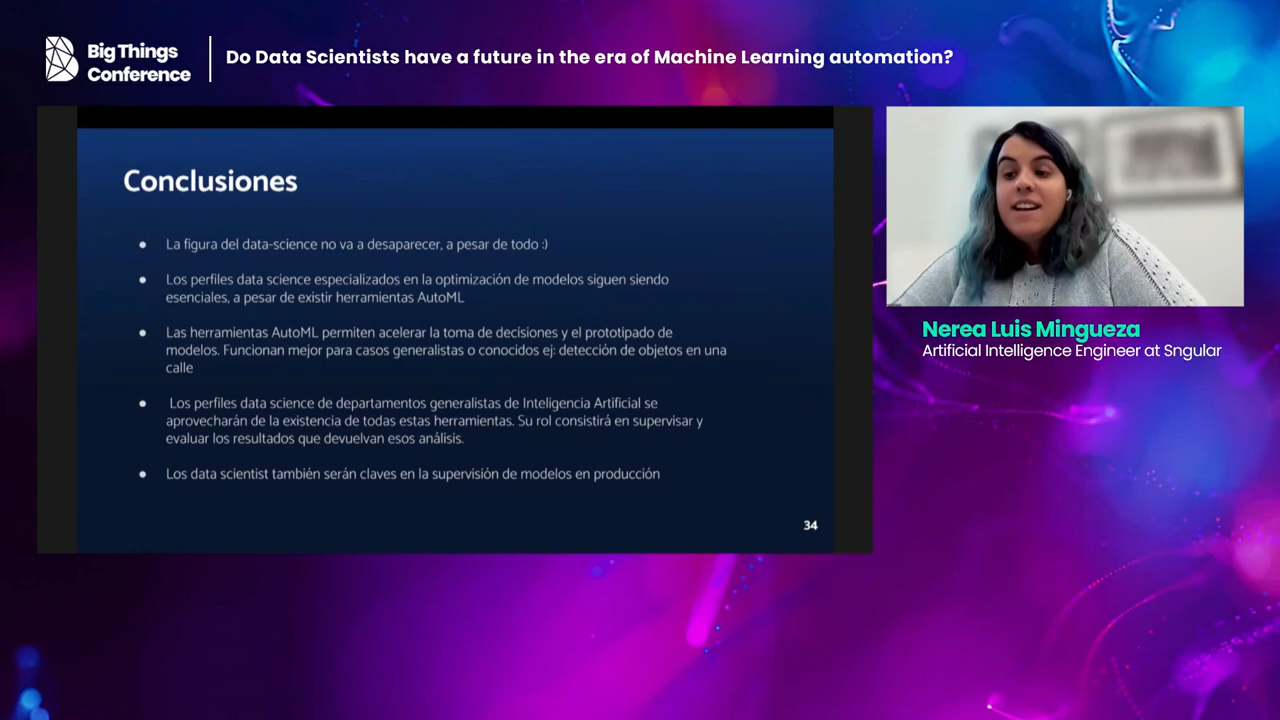 Big Things
Conference
Do Data Scientists have a future in the era of Machine Learning automation?
Conclusiones
● La figura del data-science no va a desaparecer, a pesar de todo :)
● Los perfiles data science especializados en la optimización de modelos siguen siendo
esenciales, a pesar de existir herramientas AutoML
● Las herramientas AutoML permiten acelerar la toma de decisiones y el prototipado de
modelos. Funcionan mejor para casos generalistas o conocidos ej: detección de objetos en una
calle
● Los perfiles data science de departamentos generalistas de Inteligencia Artificial se
aprovecharán de la existencia de todas estas herramientas. Su rol consistirá en supervisar y
evaluar los resultados que devuelvan esos análisis.
● Los data scientist también serán claves en la supervisión de modelos en producción
34
Nerea Luis Mingueza
Artificial Intelligence Engineer at Sngular